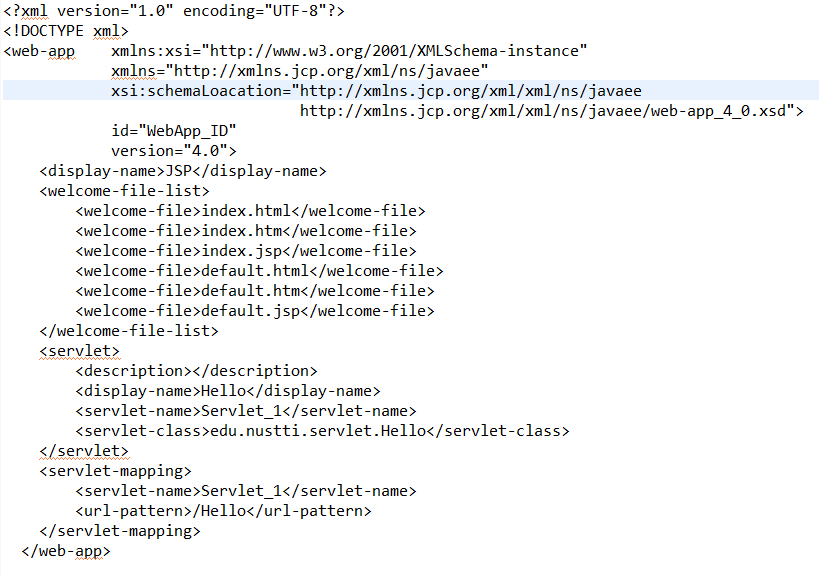 <?xml version="1.0" encoding="UTF-8"?>
<!DOCTYPE xml>
<web-app    xmlns:xsi="http://www.w3.org/2001/XMLSchema-instance"
            xmlns="http://xmlns.jcp.org/xml/ns/javaee"
            xsi:schemaLoacation="http://xmlns.jcp.org/xml/xml/ns/javaee
                                 http://xmlns.jcp.org/xml/xml/ns/javaee/web-app_4_0.xsd">
            id="WebApp_ID"
            version="4.0">
    <display-name>JSP</display-name>
    <welcome-file-list>
        <welcome-file>index.html</welcome-file>
        <welcome-file>index.htm</welcome-file>
        <welcome-file>index.jsp</welcome-file>
        <welcome-file>default.html</welcome-file>
        <welcome-file>default.htm</welcome-file>
        <welcome-file>default.jsp</welcome-file>
    </welcome-file-list>
    <servlet>
        <description></description>
        <display-name>Hello</display-name>
        <servlet-name>Servlet_1</servlet-name>
        <servlet-class>edu.nustti.servlet.Hello</servlet-class>
    </servlet>
    <servlet-mapping>
        <servlet-name>Servlet_1</servlet-name>
        <url-pattern>/Hello</url-pattern>
    </servlet-mapping>
  </web-app>